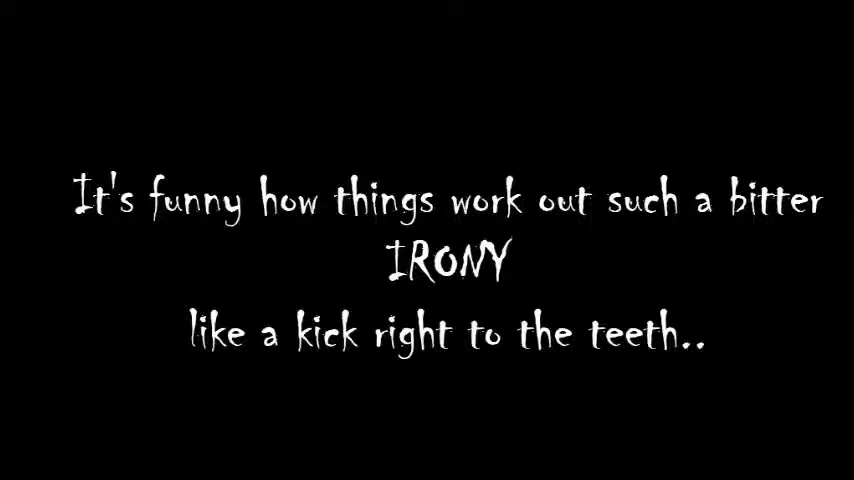 It's funny how things work out such a bitter
IRONY
like a kick right to the teeth..